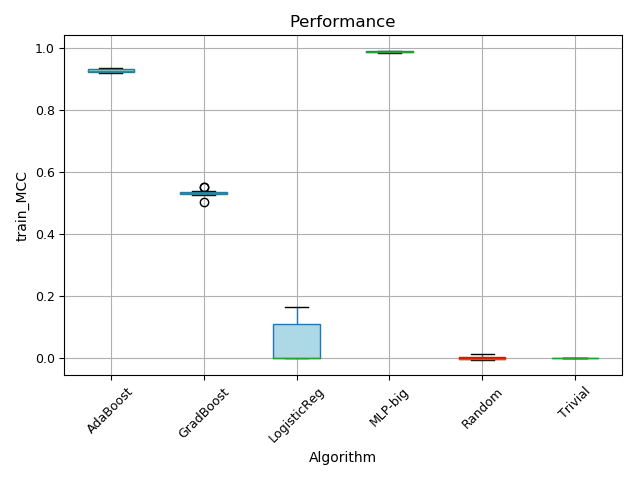 Performance
train_MCC
1.0
0.8
0.6
0.4
0.2
0.0
AdaBoost
GradBoost
LogisticReg
MLP-big
Random
Trivial
Algorithm